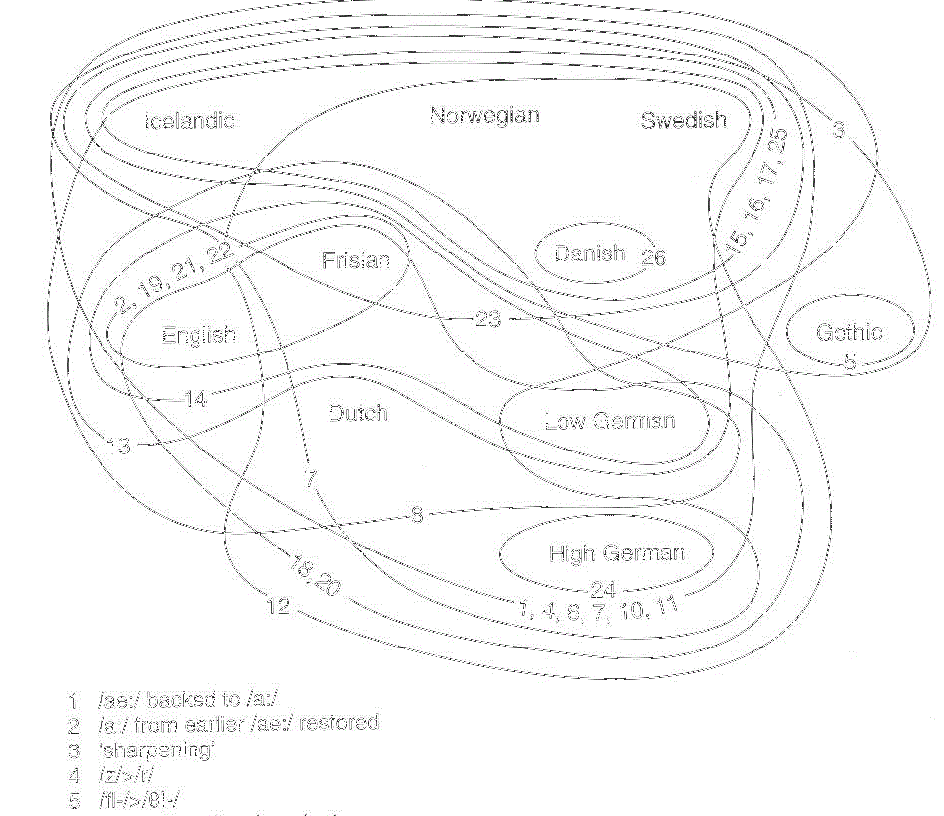 Icelandic
Norwegian
Swedish
3
15, 16, 17, 25
2, 19, 21, 22
Frisian
Danish
26
English
23
Gothic
5
14
Dutch
Low German
13
7
8
High German
18, 20
24
12
1, 4, 6, 7, 10, 11
1 /ae:/ backed to /a:/
2 /a:/ from earlier /ae:/ restored
3 'sharpening'
4 /z/>/r/
5 /fl-/>/θl-/